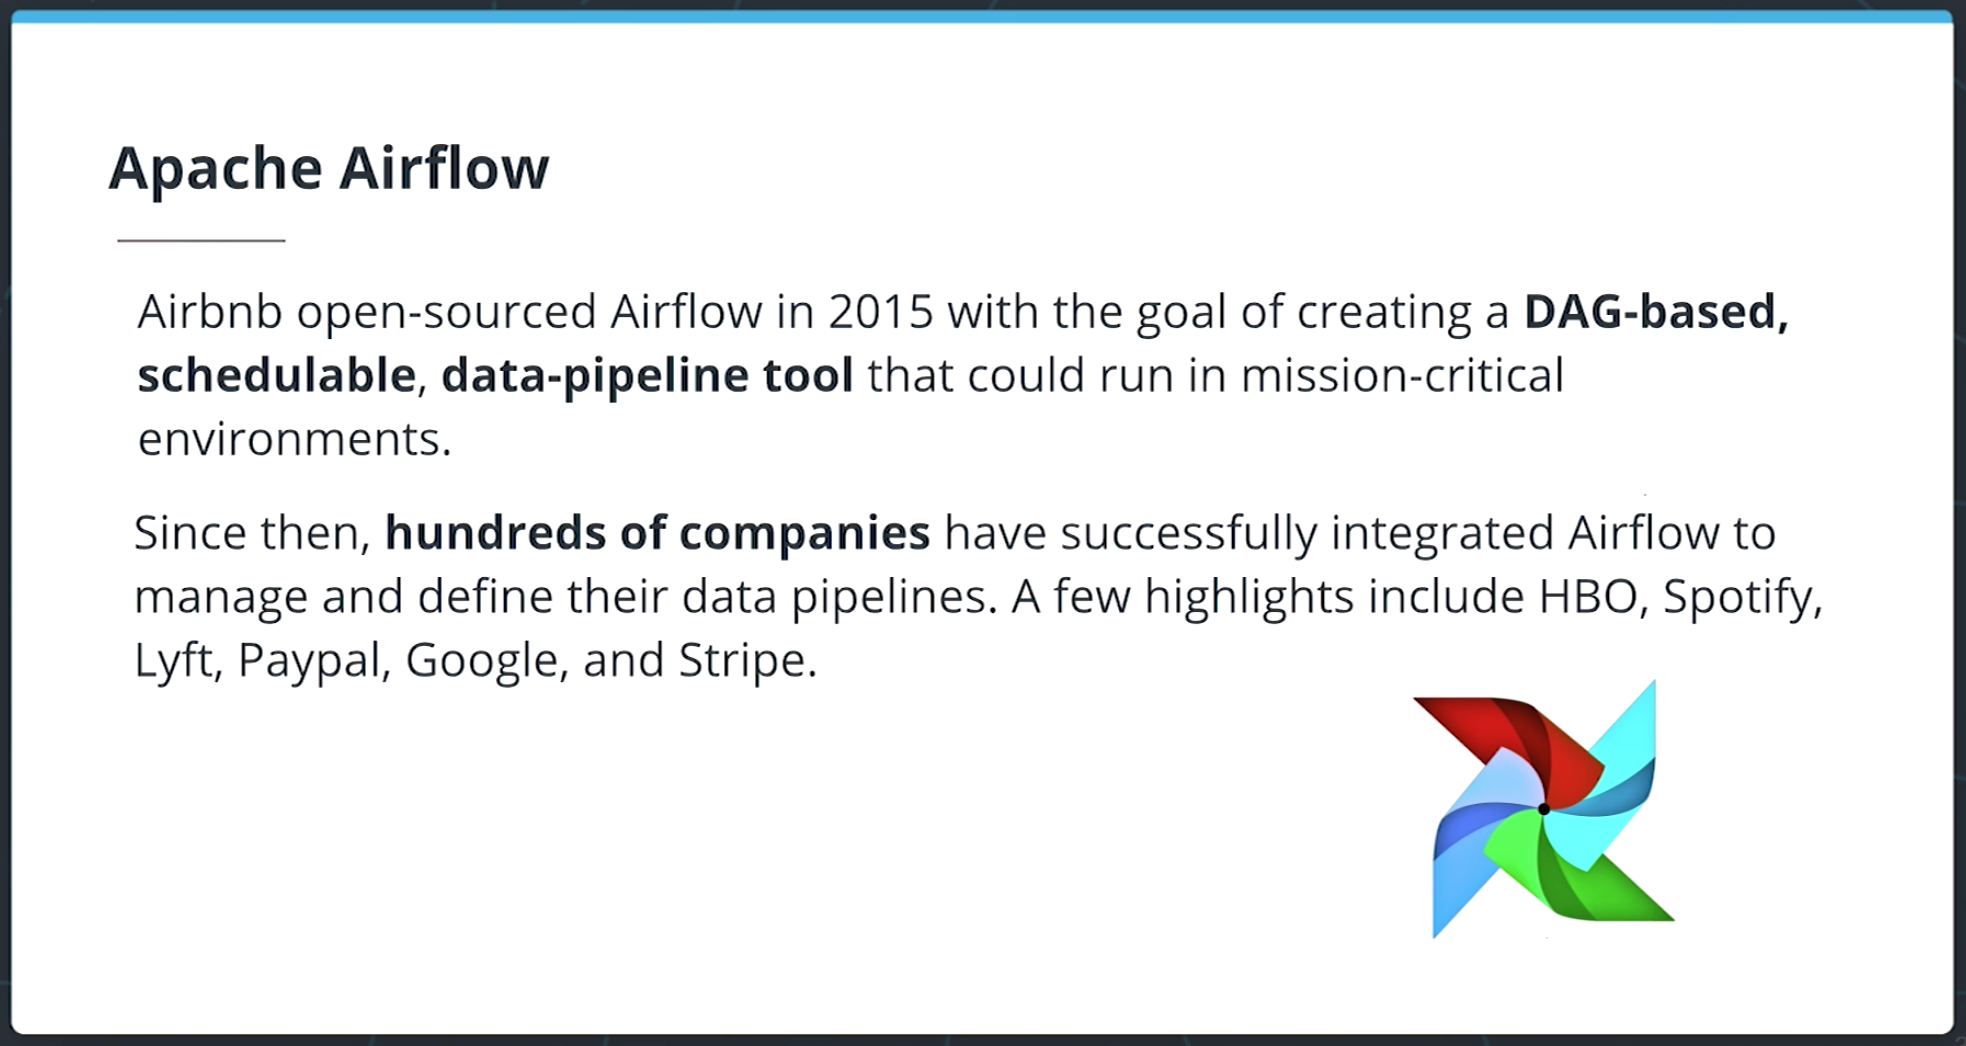 Apache Airflow
Airbnb open-sourced Airflow in 2015 with the goal of creating a DAG-based,
schedulable, data-pipeline tool that could run in mission-critical
environments.
Since then, hundreds of companies have successfully integrated Airflow to
manage and define their data pipelines. A few highlights include HBO, Spotify,
Lyft, Paypal, Google, and Stripe.